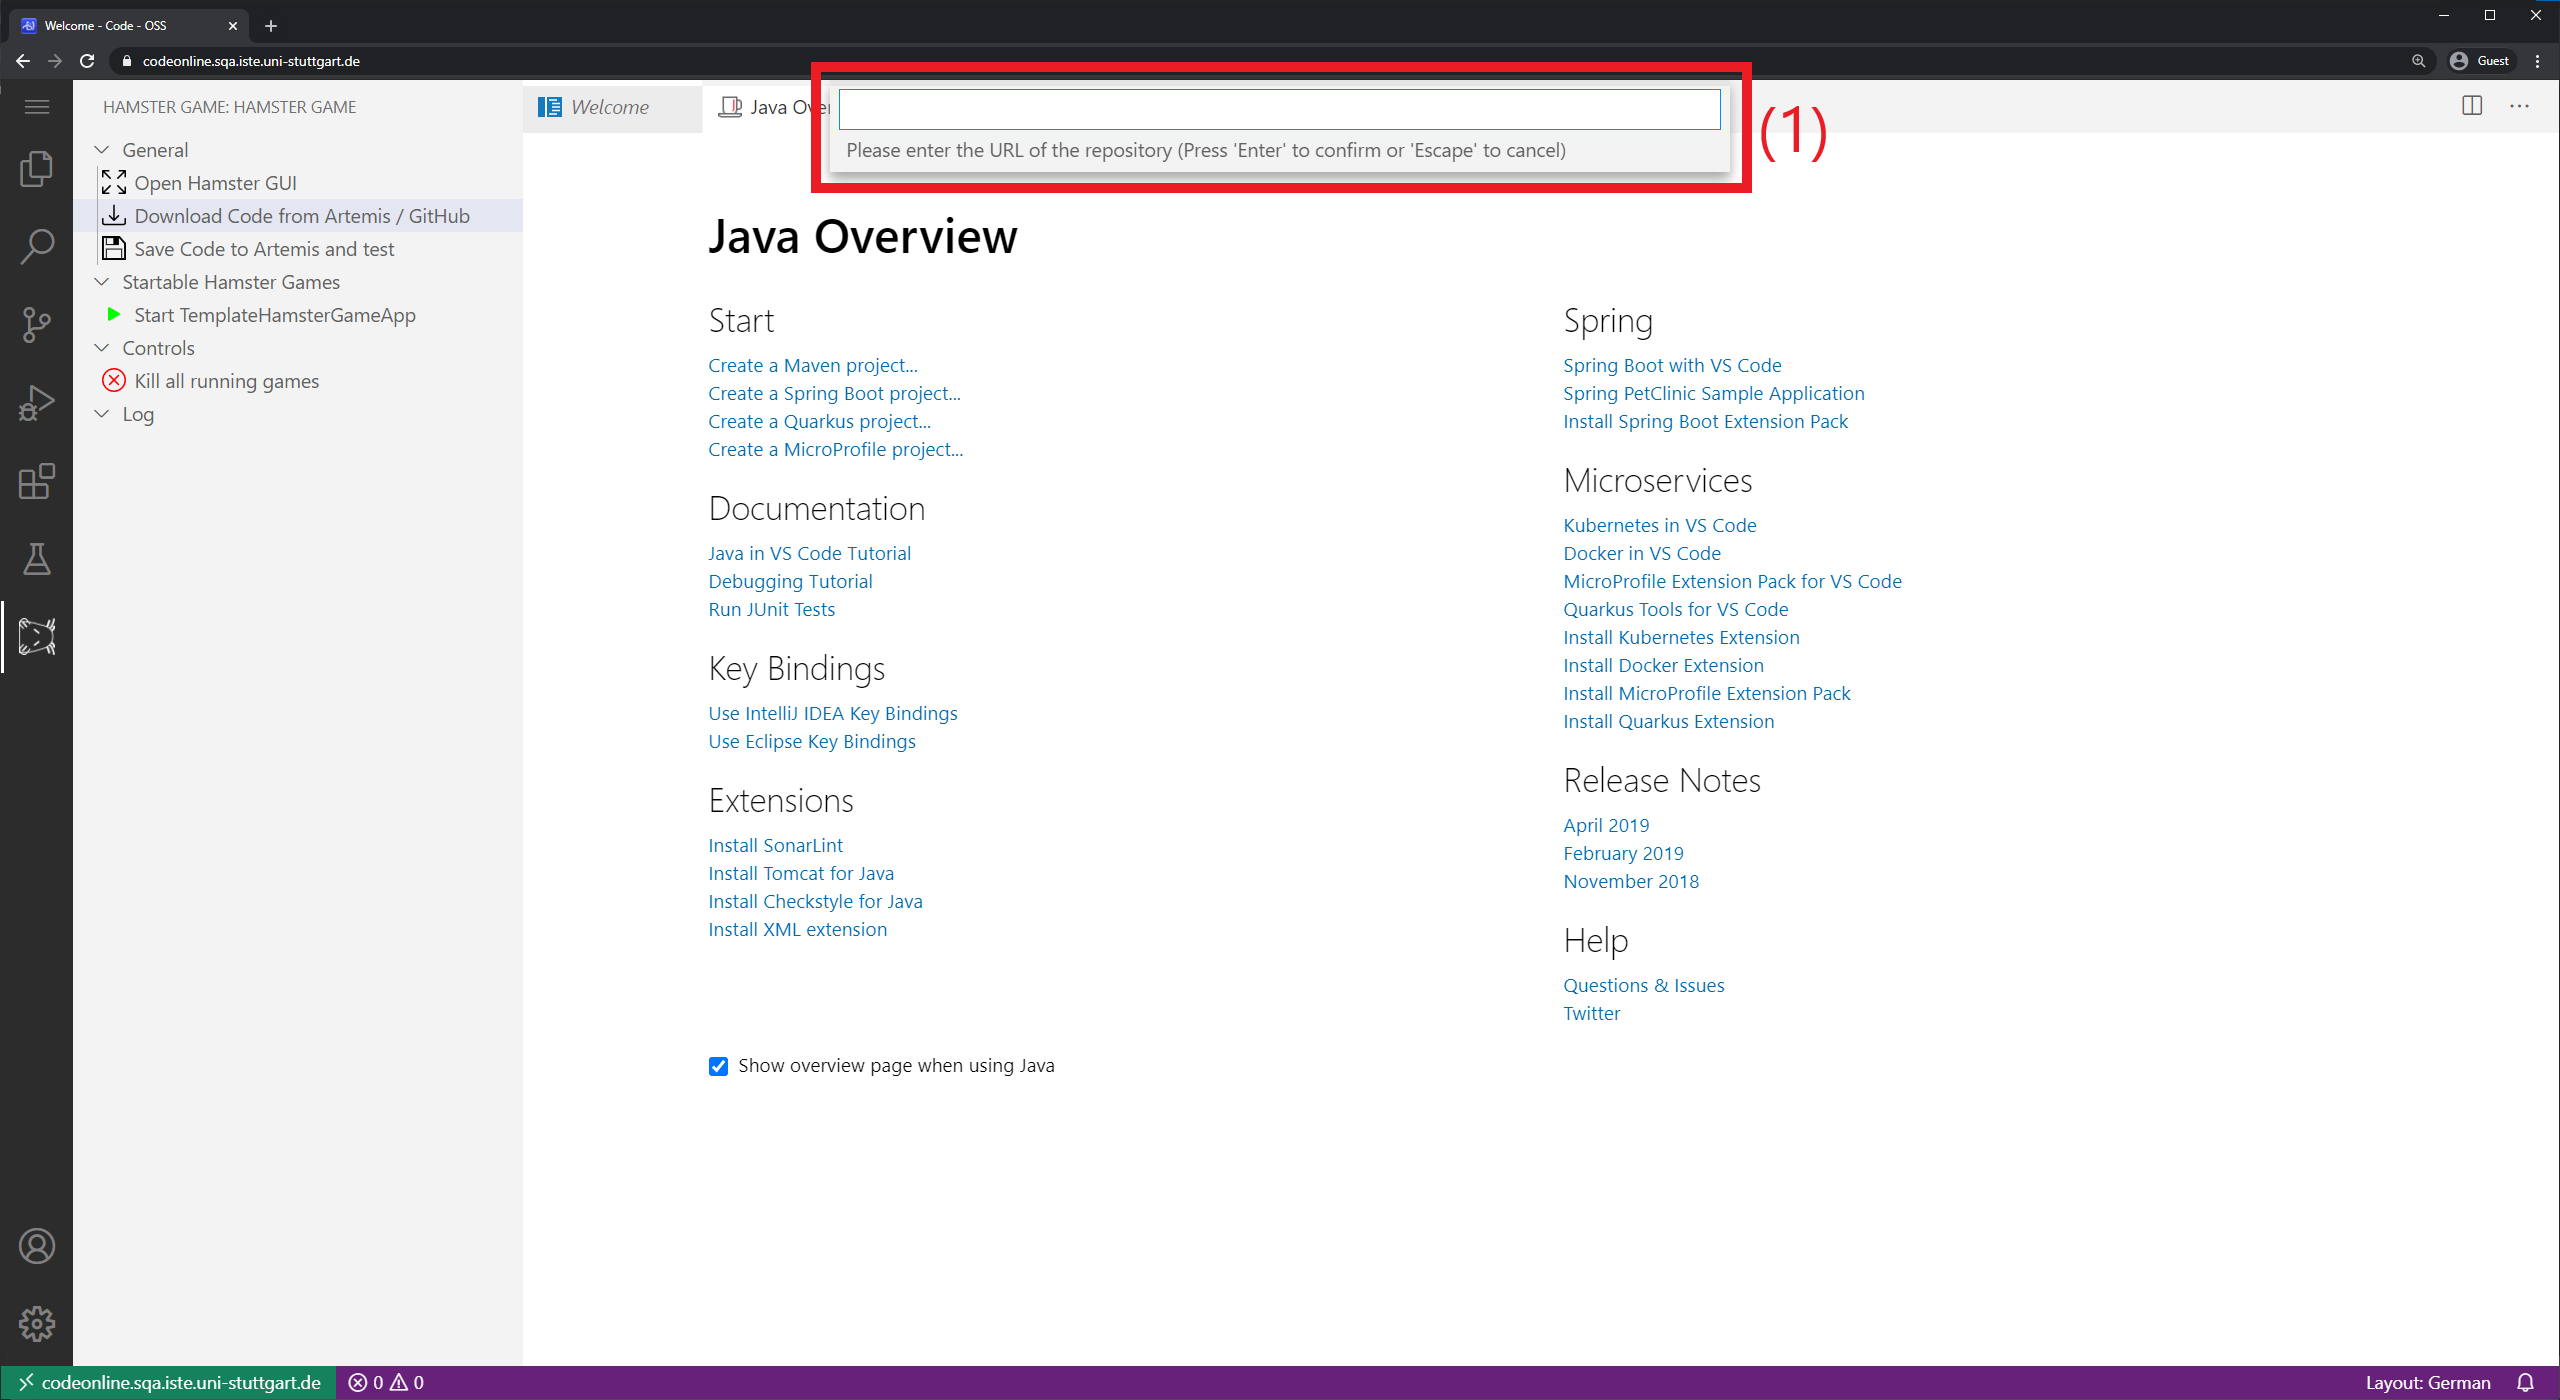 Welcome - Code - OSS
codeonline.sqa.iste.uni-stuttgart.de
Guest
HAMSTER GAME: HAMSTER GAME
General
Open Hamster GUI
Download Code from Artemis / GitHub
Save Code to Artemis and test
Startable Hamster Games
Start TemplateHamsterGameApp
Controls
Kill all running games
Log
Welcome
Java Over
Please enter the URL of the repository (Press 'Enter' to confirm or 'Escape' to cancel)
(1)
Java Overview
Start
Create a Maven project...
Create a Spring Boot project...
Create a Quarkus project...
Create a MicroProfile project...
Documentation
Java in VS Code Tutorial
Debugging Tutorial
Run JUnit Tests
Key Bindings
Use IntelliJ IDEA Key Bindings
Use Eclipse Key Bindings
Extensions
Install SonarLint
Install Tomcat for Java
Install Checkstyle for Java
Install XML extension
Spring
Spring Boot with VS Code
Spring PetClinic Sample Application
Install Spring Boot Extension Pack
Microservices
Kubernetes in VS Code
Docker in VS Code
MicroProfile Extension Pack for VS Code
Quarkus Tools for VS Code
Install Kubernetes Extension
Install Docker Extension
Install MicroProfile Extension Pack
Install Quarkus Extension
Release Notes
April 2019
February 2019
November 2018
Help
Questions & Issues
Twitter
Show overview page when using Java
codeonline.sqa.iste.uni-stuttgart.de
0 0
Layout: German